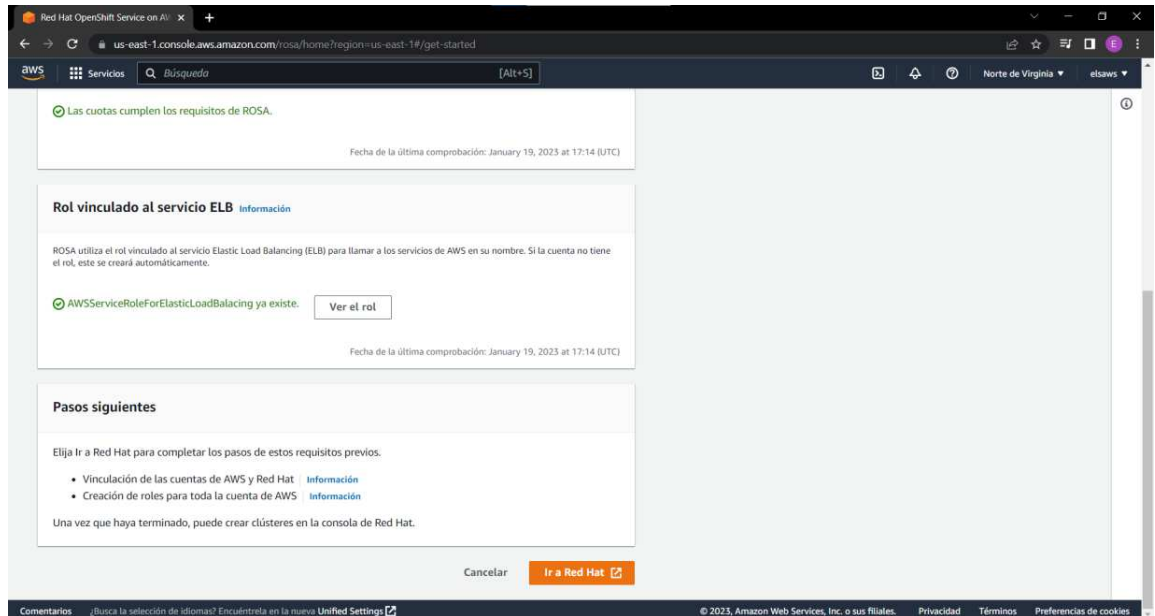 Red Hat OpenShift Service on AW
us-east-1.console.aws.amazon.com/rosa/home?region=us-east-1#/get-started
E
aws Servicios Búsqueda [Alt+S] Norte de Virginia elsaws
Las cuotas cumplen los requisitos de ROSA.
Fecha de la última comprobación: January 19, 2023 at 17:14 (UTC)
Rol vinculado al servicio ELB Información
ROSA utiliza el rol vinculado al servicio Elastic Load Balancing (ELB) para llamar a los servicios de AWS en su nombre. Si la cuenta no tiene
el rol, este se creará automáticamente.
AWSServiceRoleForElasticLoadBalacing ya existe. Ver el rol
Fecha de la última comprobación: January 19, 2023 at 17:14 (UTC)
Pasos siguientes
Elija Ir a Red Hat para completar los pasos de estos requisitos previos.
• Vinculación de las cuentas de AWS y Red Hat | Información
• Creación de roles para toda la cuenta de AWS | Información
Una vez que haya terminado, puede crear clústeres en la consola de Red Hat.
Cancelar Ir a Red Hat
Comentarios ¿Busca la selección de idiomas? Encuéntrela en la nueva Unified Settings © 2023, Amazon Web Services, Inc. o sus filiales. Privacidad Términos Preferencias de cookies